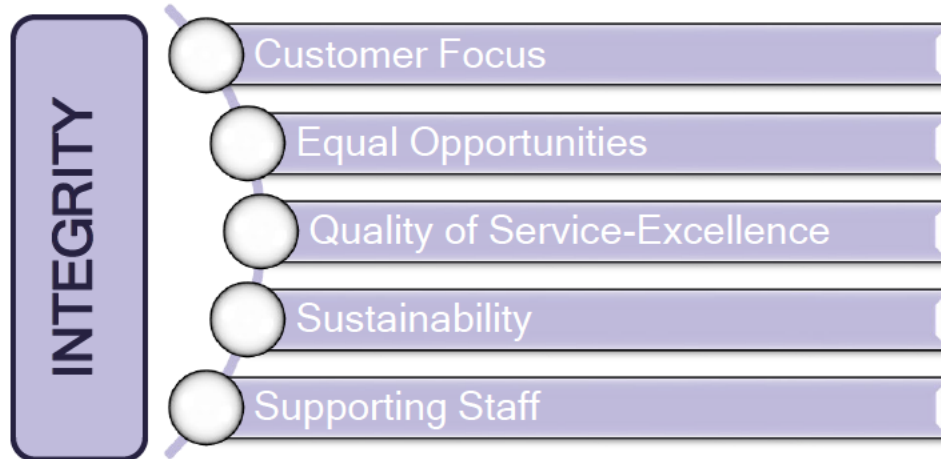 INTEGRITY
Customer Focus
Equal Opportunities
Quality of Service-Excellence
Sustainability
Supporting Staff